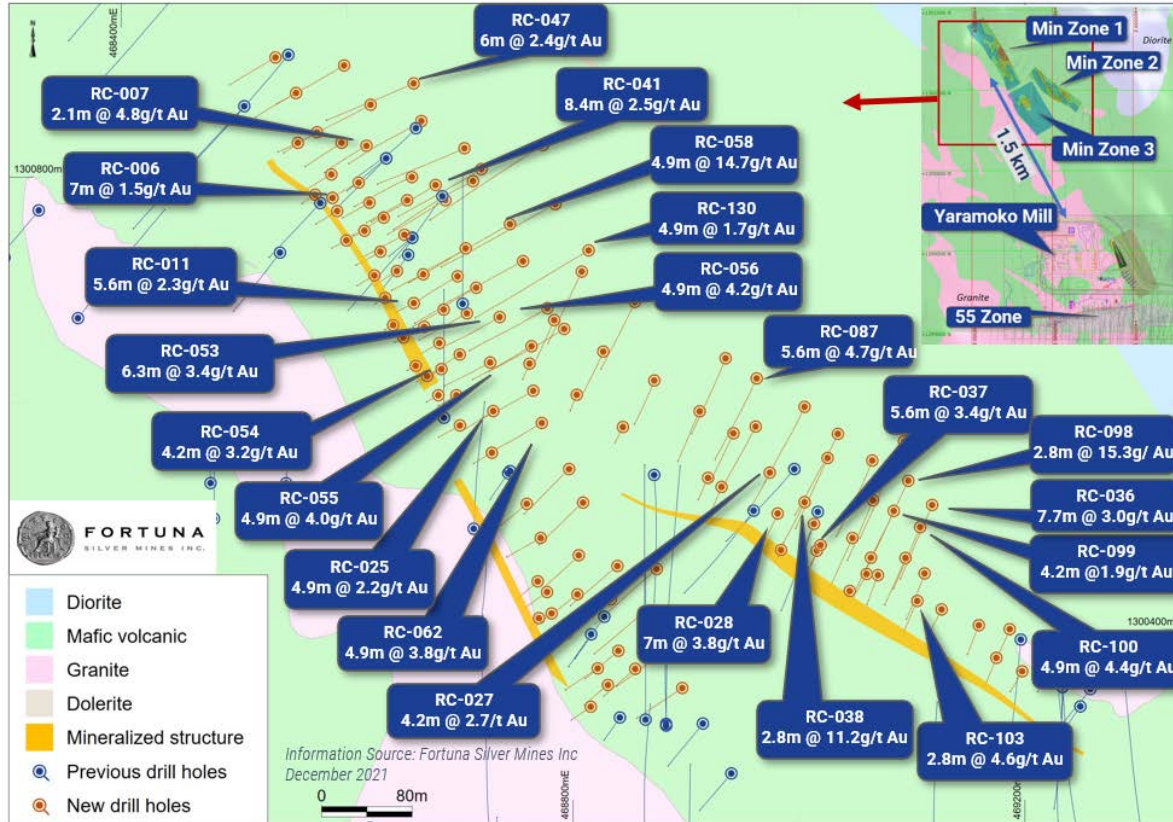 N
468400mE
RC-047
6m @ 2.4g/t Au
RC-007
2.1m @ 4.8g/t Au
RC-041
8.4m @ 2.5g/t Au
RC-058
4.9m @ 14.7g/t Au
1300800m
RC-006
7m @ 1.5g/t Au
RC-130
4.9m @ 1.7g/t Au
RC-011
5.6m @ 2.3g/t Au
RC-056
4.9m @ 4.2g/t Au
RC-053
6.3m @ 3.4g/t Au
RC-087
5.6m @ 4.7g/t Au
RC-037
5.6m @ 3.4g/t Au
RC-054
4.2m @ 3.2g/t Au
RC-098
2.8m @ 15.3g/ Au
RC-055
4.9m @ 4.0g/t Au
RC-036
7.7m @ 3.0g/t Au
RC-099
4.2m @1.9g/t Au
RC-025
4.9m @ 2.2g/t Au
RC-028
7m @ 3.8g/t Au
1300400m
RC-062
4.9m @ 3.8g/t Au
RC-100
4.9m @ 4.4g/t Au
RC-027
4.2m @ 2.7/t Au
RC-038
2.8m @ 11.2g/t Au
RC-103
2.8m @ 4.6g/t Au
Min Zone 1
Diorite
Min Zone 2
Min Zone 3
1.5 km
Yaramoko Mill
Granite
55 Zone
FORTUNA
SILVER MINES INC.
Diorite
Mafic volcanic
Granite
Dolerite
Mineralized structure
Previous drill holes
New drill holes
Information Source: Fortuna Silver Mines Inc
December 2021
0 80m
468800mE
469200m